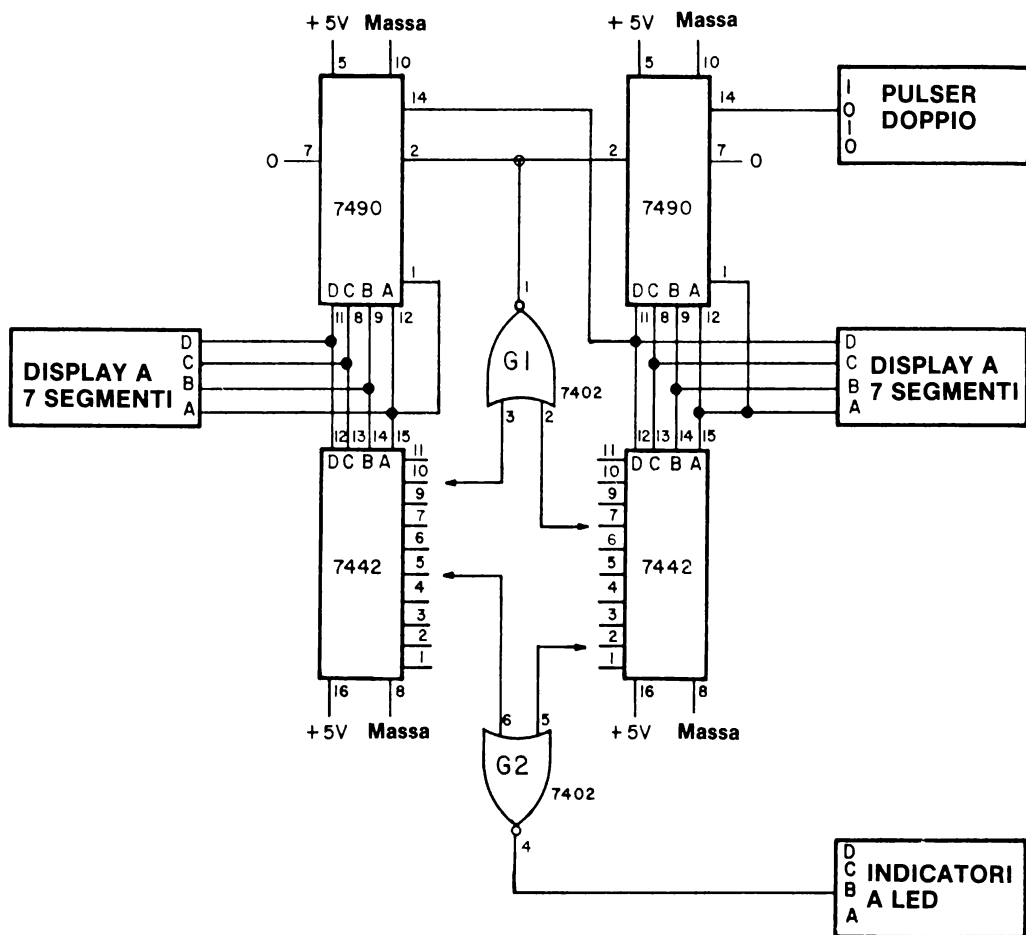 + 5V Massa
+ 5V Massa
5 10
5 10
14
14
1
0
1
0
PULSER
DOPPIO
0 7
2
2
7 0
7490
7490
1
1
1
D C B A
D C B A
11 8 9 12
11 8 9 12
G1
7402
3 2
DISPLAY A
7 SEGMENTI
D
C
B
A
D
C
B
A
DISPLAY A
7 SEGMENTI
12 13 14 15
12 13 14 15
D C B A
D C B A
11
10
9
7
6
5
4
3
2
1
11
10
9
7
6
5
4
3
2
1
7442
7442
16 8
16 8
+ 5V Massa
+ 5V Massa
6 5
G2
7402
4
D
C
B
A
INDICATORI
A LED